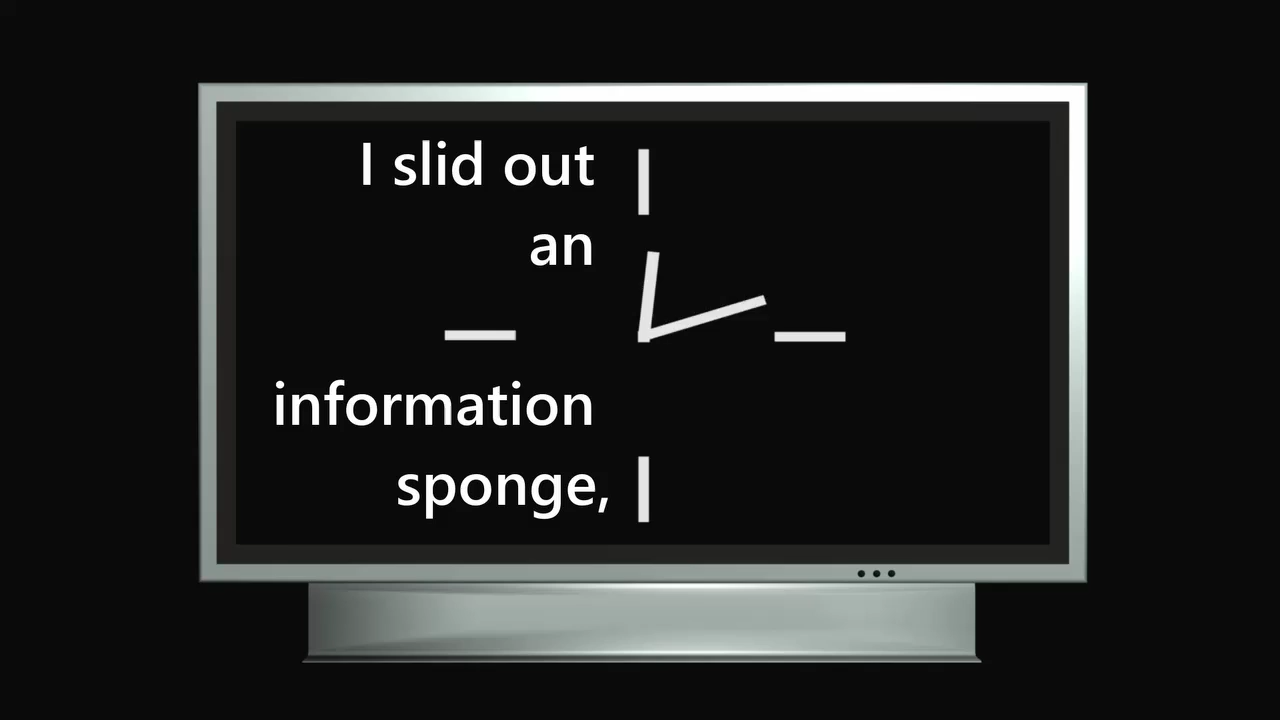 I slid out
an
information
sponge,